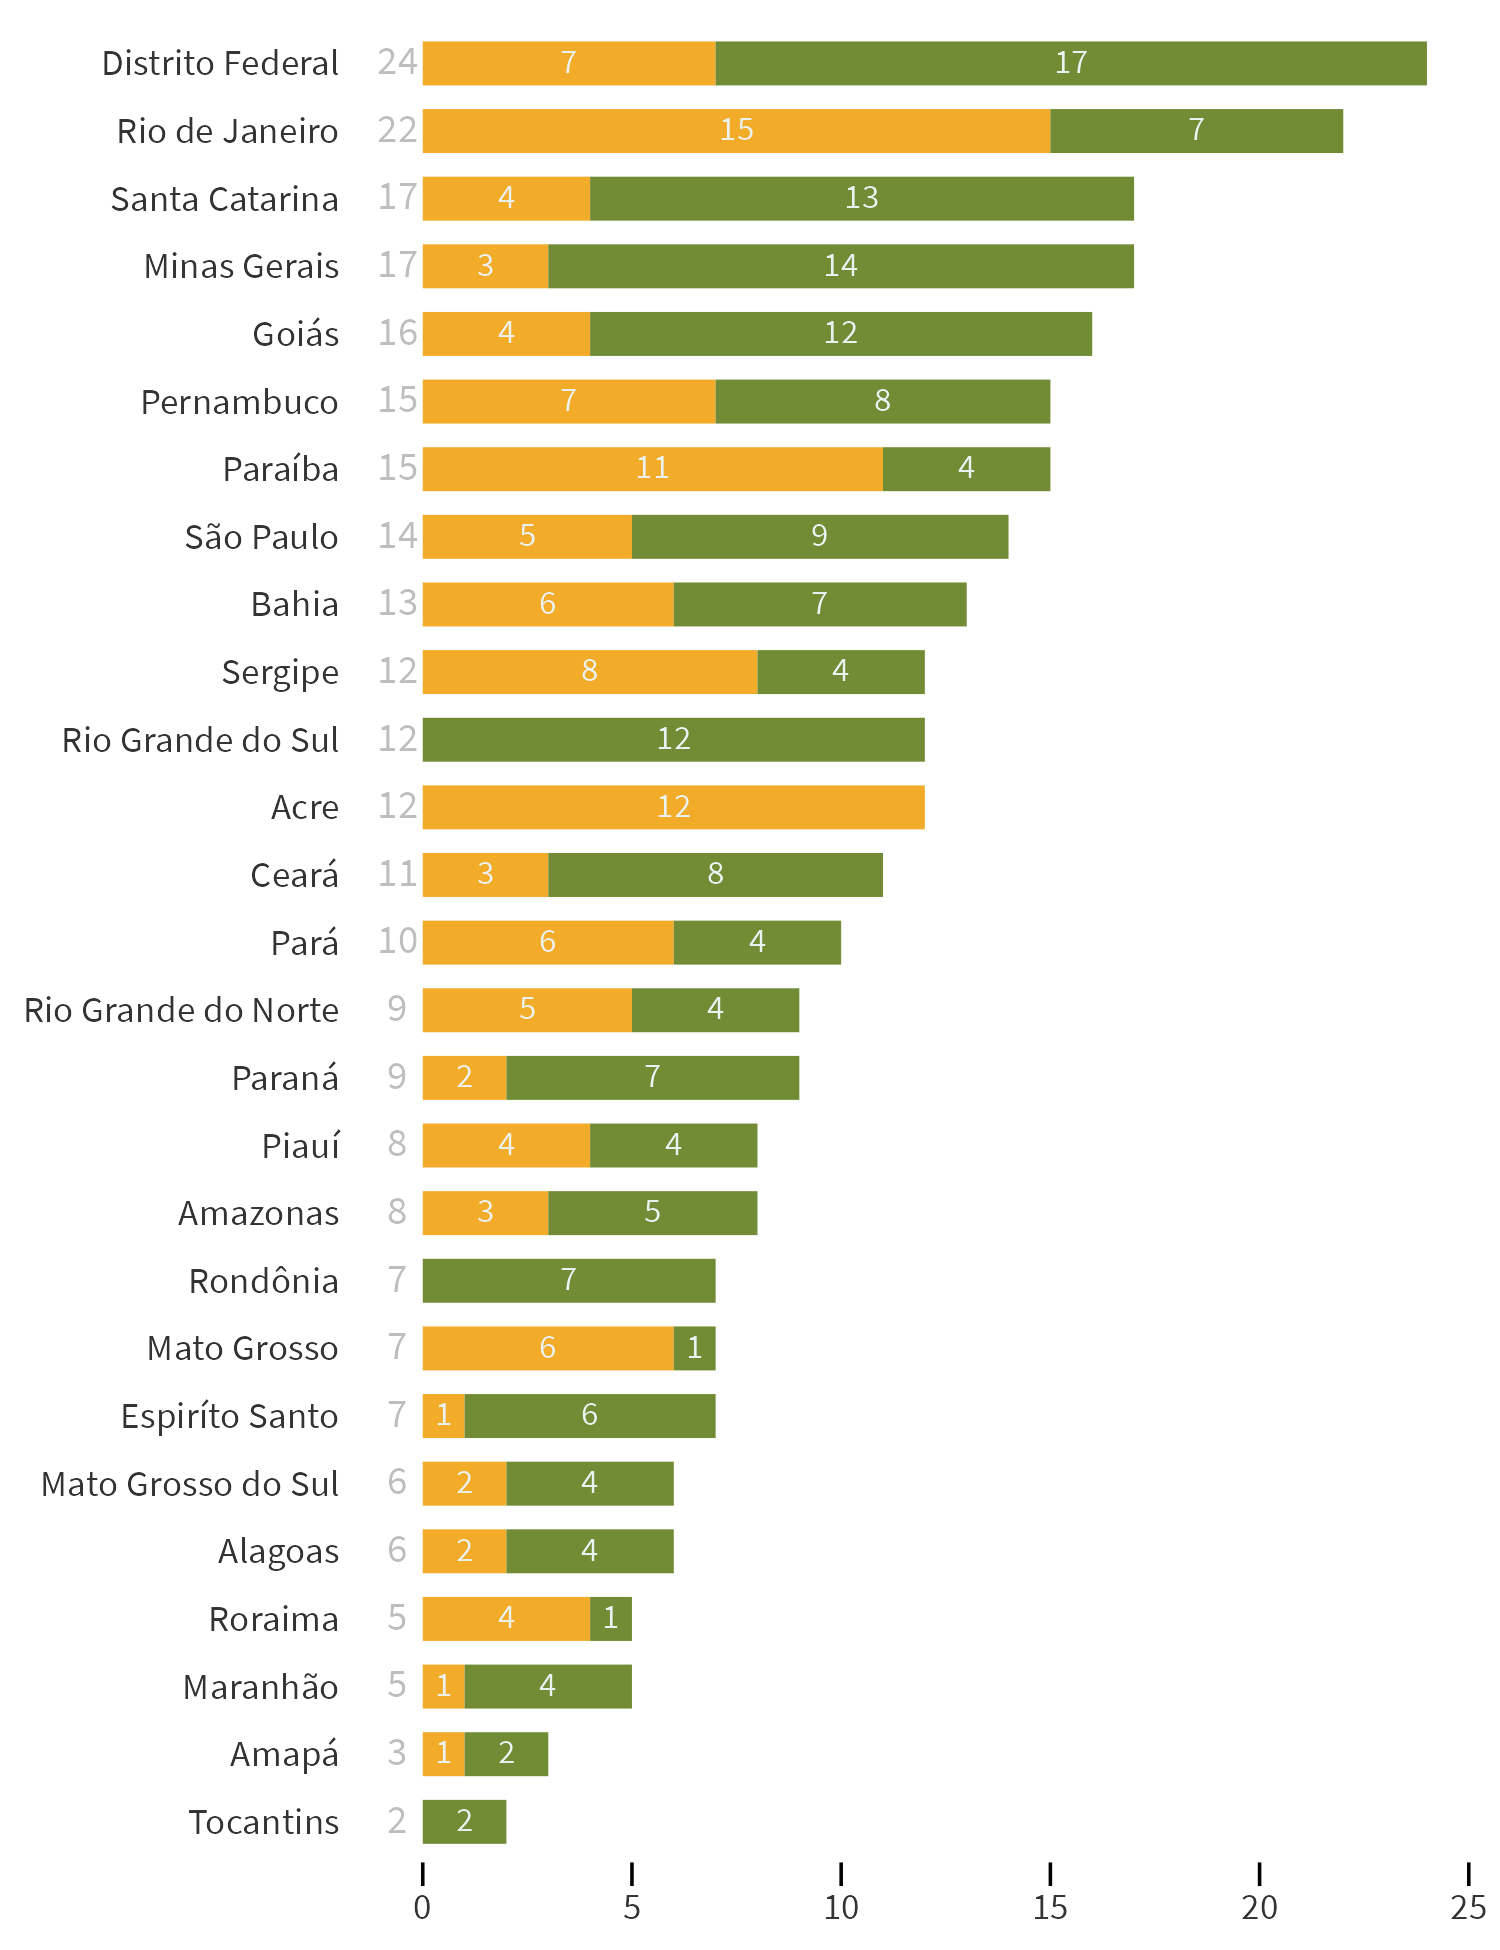 Distrito Federal 24 7 17
Rio de Janeiro 22 15 7
Santa Catarina 17 4 13
Minas Gerais 17 3 14
Goiás 16 4 12
Pernambuco 15 7 8
Paraíba 15 11 4
São Paulo 14 5 9
Bahia 13 6 7
Sergipe 12 8 4
Rio Grande do Sul 12 12
Acre 12 12
Ceará 11 3 8
Pará 10 6 4
Rio Grande do Norte 9 5 4
Paraná 9 2 7
Piauí 8 4 4
Amazonas 8 3 5
Rondônia 7 7
Mato Grosso 7 6 1
Espiríto Santo 7 1 6
Mato Grosso do Sul 6 2 4
Alagoas 6 2 4
Roraima 5 4 1
Maranhão 5 1 4
Amapá 3 1 2
Tocantins 2 2
0 5 10 15 20 25